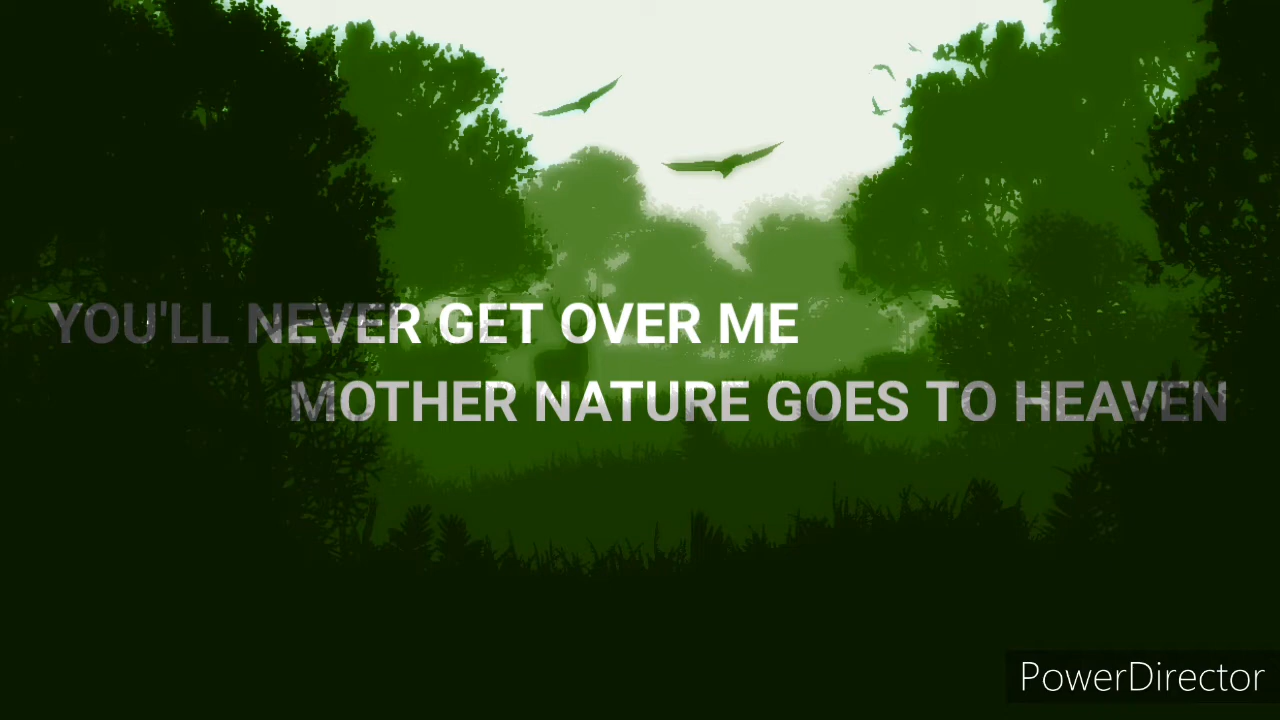 YOU'LL NEVER GET OVER ME
MOTHER NATURE GOES TO HEAVEN
PowerDirector